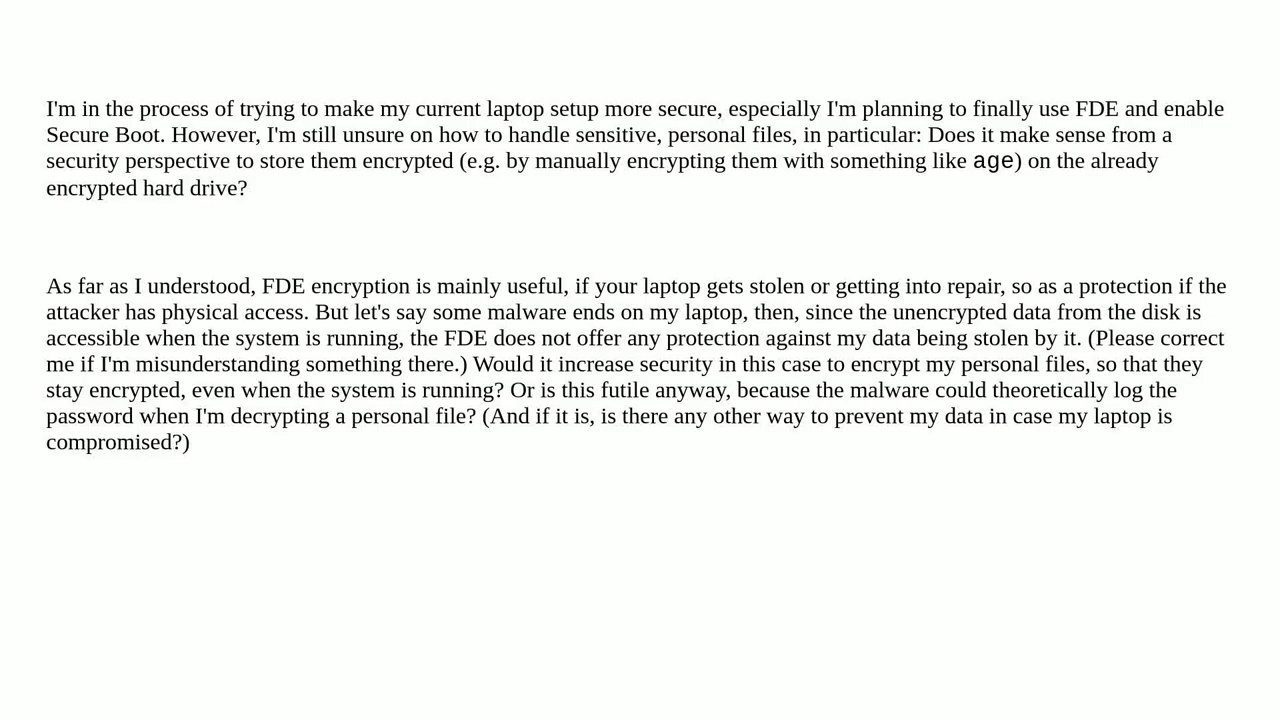 I'm in the process of trying to make my current laptop setup more secure, especially I'm planning to finally use FDE and enable
Secure Boot. However, I'm still unsure on how to handle sensitive, personal files, in particular: Does it make sense from a
security perspective to store them encrypted (e.g. by manually encrypting them with something like age) on the already
encrypted hard drive?
As far as I understood, FDE encryption is mainly useful, if your laptop gets stolen or getting into repair, so as a protection if the
attacker has physical access. But let's say some malware ends on my laptop, then, since the unencrypted data from the disk is
accessible when the system is running, the FDE does not offer any protection against my data being stolen by it. (Please correct
me if I'm misunderstanding something there.) Would it increase security in this case to encrypt my personal files, so that they
stay encrypted, even when the system is running? Or is this futile anyway, because the malware could theoretically log the
password when I'm decrypting a personal file? (And if it is, is there any other way to prevent my data in case my laptop is
compromised?)